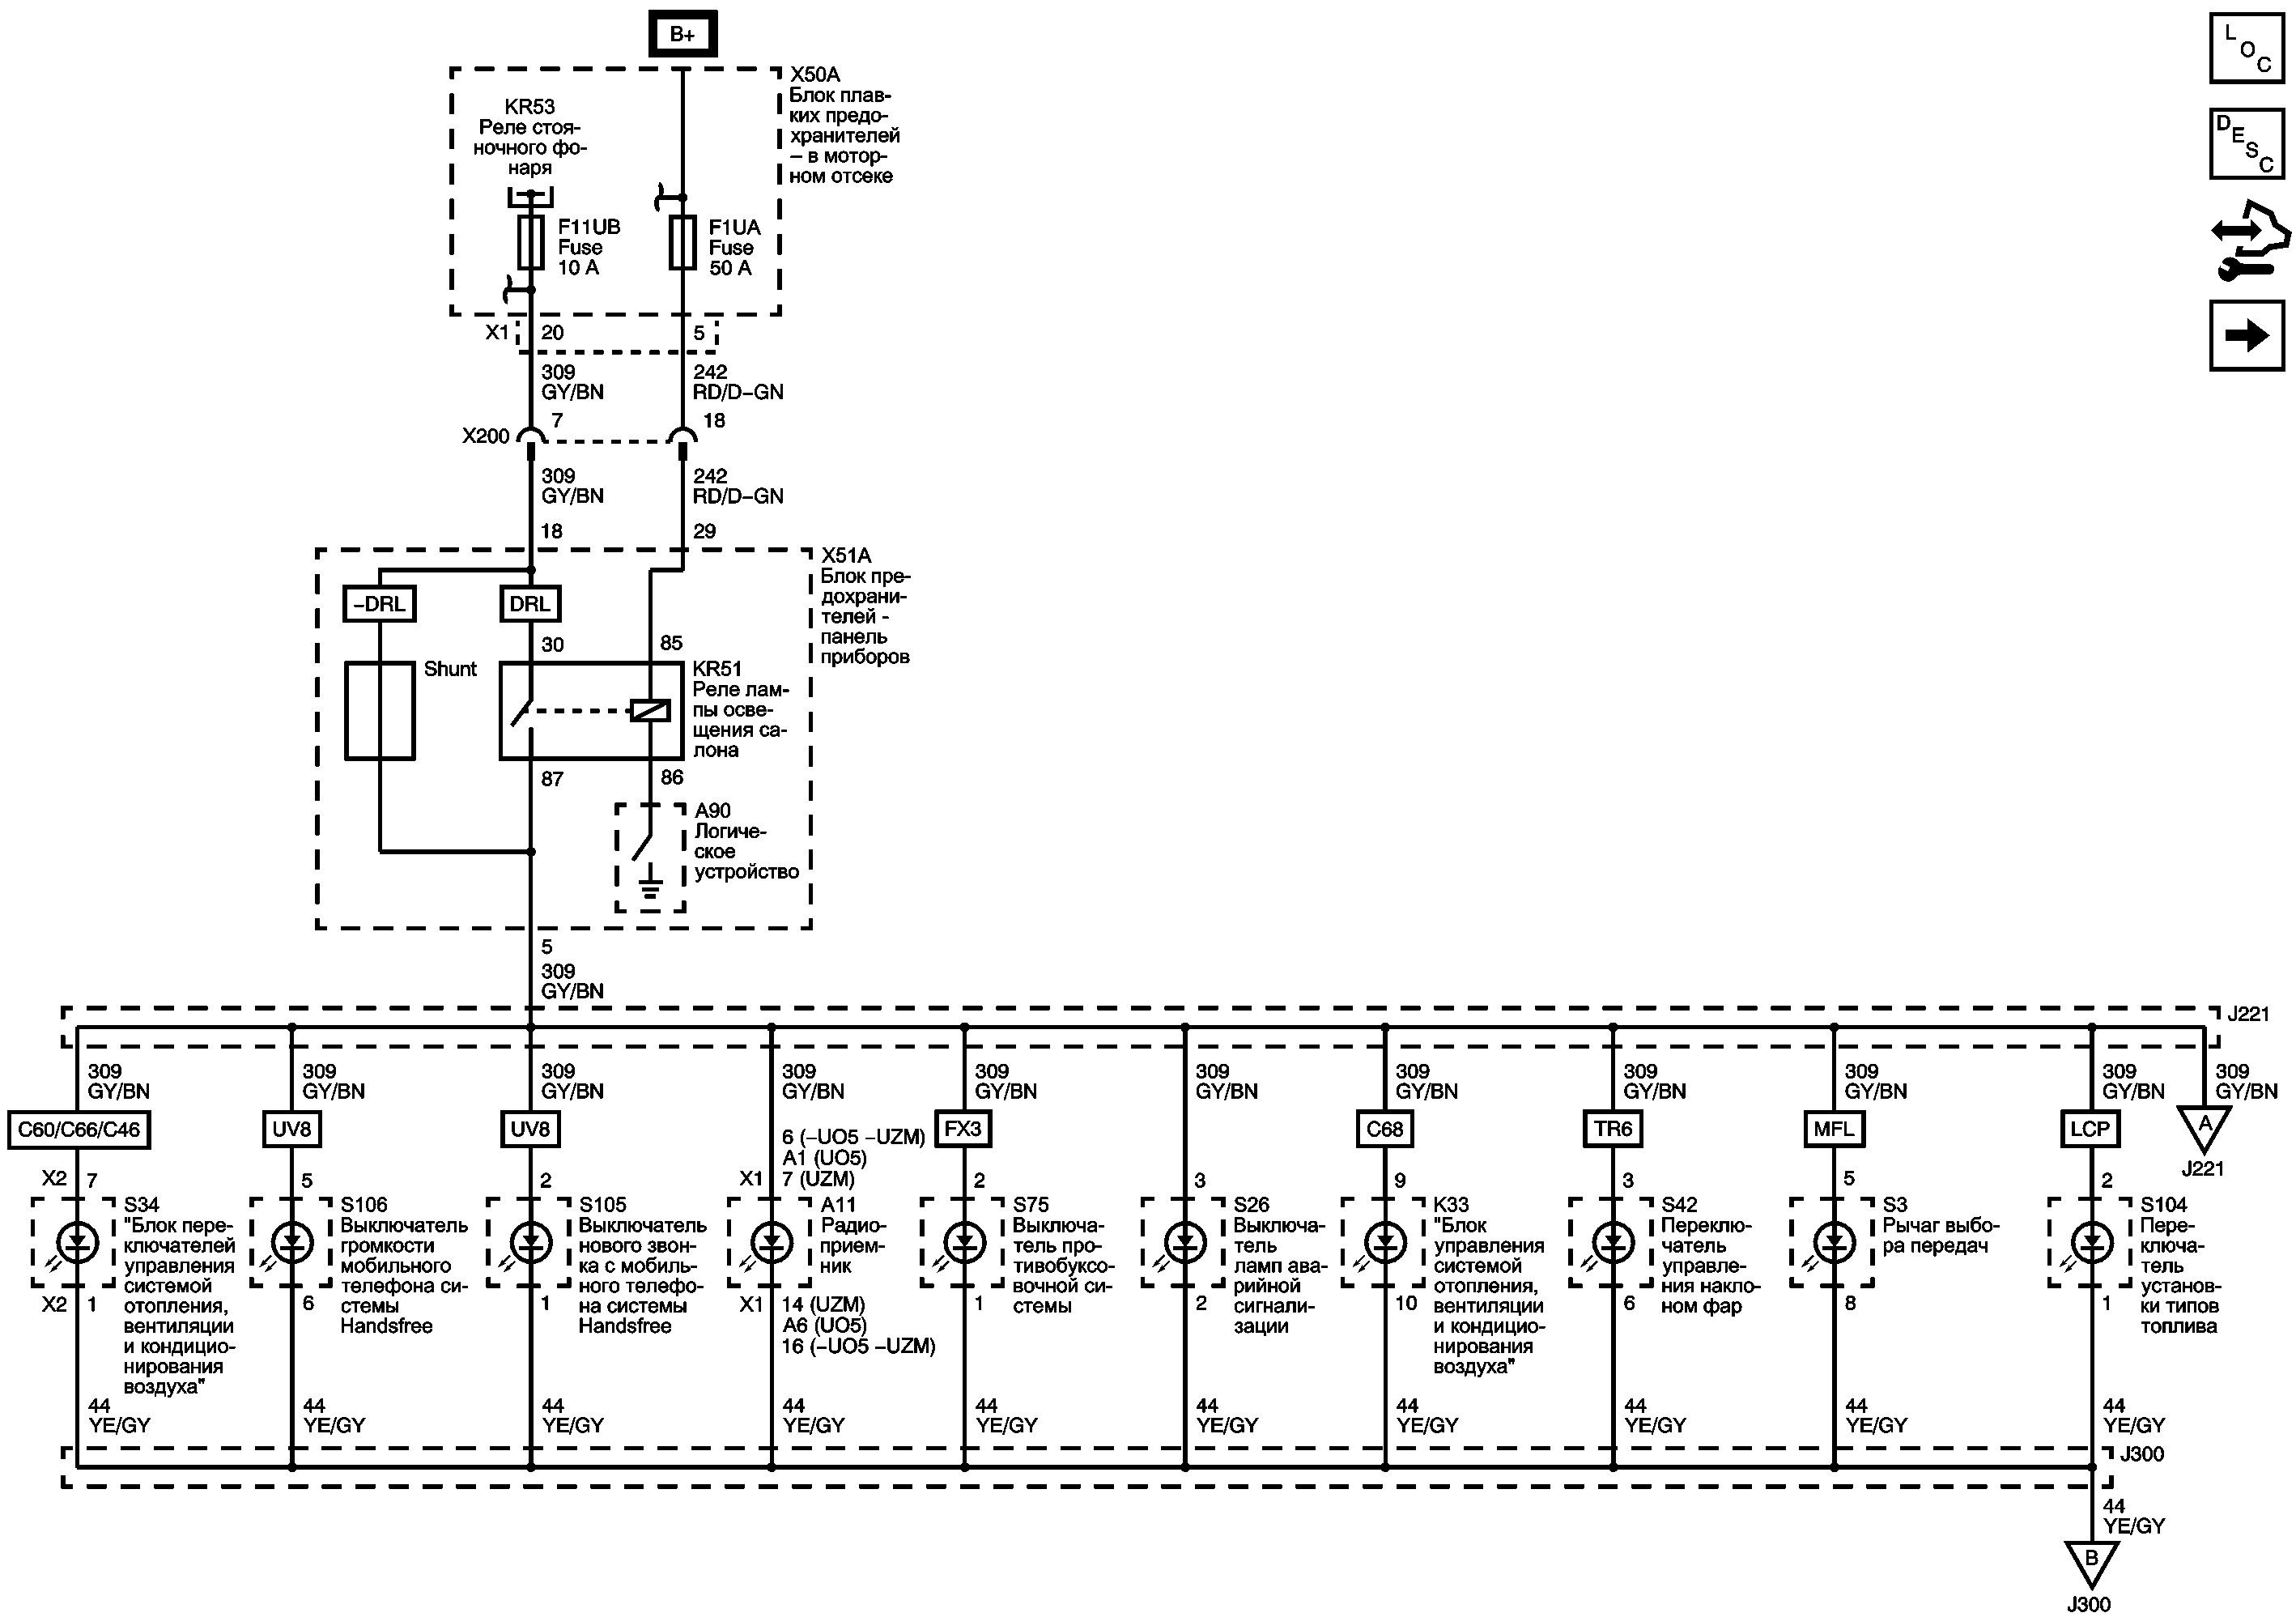 B+
L
O
C
D
E
S
C
X50A
Блок плав-
ких предо-
хранителей
– в мотор-
ном отсеке
KR53
Реле стоя-
ночного фо-
наря
F11UB
Fuse
10 A
F1UA
Fuse
50 A
X1
20
5
309
GY/BN
242
RD/D–GN
7
18
X200
309
GY/BN
242
RD/D–GN
18
29
X51A
Блок пре-
дохрани-
телей -
панель
приборов
–DRL
DRL
30
85
Shunt
KR51
Реле лам-
пы осве-
щения са-
лона
87
86
A90
Логиче-
ское
устройство
5
309
GY/BN
J221
309
GY/BN
309
GY/BN
309
GY/BN
309
GY/BN
309
GY/BN
309
GY/BN
309
GY/BN
309
GY/BN
309
GY/BN
309
GY/BN
309
GY/BN
C60/C66/C46
UV8
UV8
6 (–UO5 –UZM)
A1 (UO5)
X1 7 (UZM)
FX3
C68
TR6
MFL
LCP
A
J221
X2 7
5
2
2
3
9
3
5
2
S34
"Блок пере-
ключателей
управления
системой
отопления,
вентиляции
и кондицио-
нирования
воздуха"
X2 1
S106
Выключатель
громкости
мобильного
телефона си-
стемы
Handsfree
6
S105
Выключатель
нового звон-
ка с мобиль-
ного телефо-
на системы
Handsfree
1
A11
Радио-
прием-
ник
X1 14 (UZM)
A6 (UO5)
16 (–UO5 –UZM)
S75
Выключа-
тель про-
тивобуксо-
вочной си-
стемы
1
S26
Выключа-
тель
ламп ава-
рийной
сигнали-
зации
2
K33
"Блок
управления
системой
отопления,
вентиляции
и кондицио-
нирования
воздуха"
10
S42
Переклю-
чатель
управле-
ния накло-
ном фар
6
S3
Рычаг выбо-
ра передач
8
S104
Пере-
ключа-
тель
установ-
ки типов
топлива
1
44
YE/GY
44
YE/GY
44
YE/GY
44
YE/GY
44
YE/GY
44
YE/GY
44
YE/GY
44
YE/GY
44
YE/GY
44
YE/GY
J300
44
YE/GY
B
J300